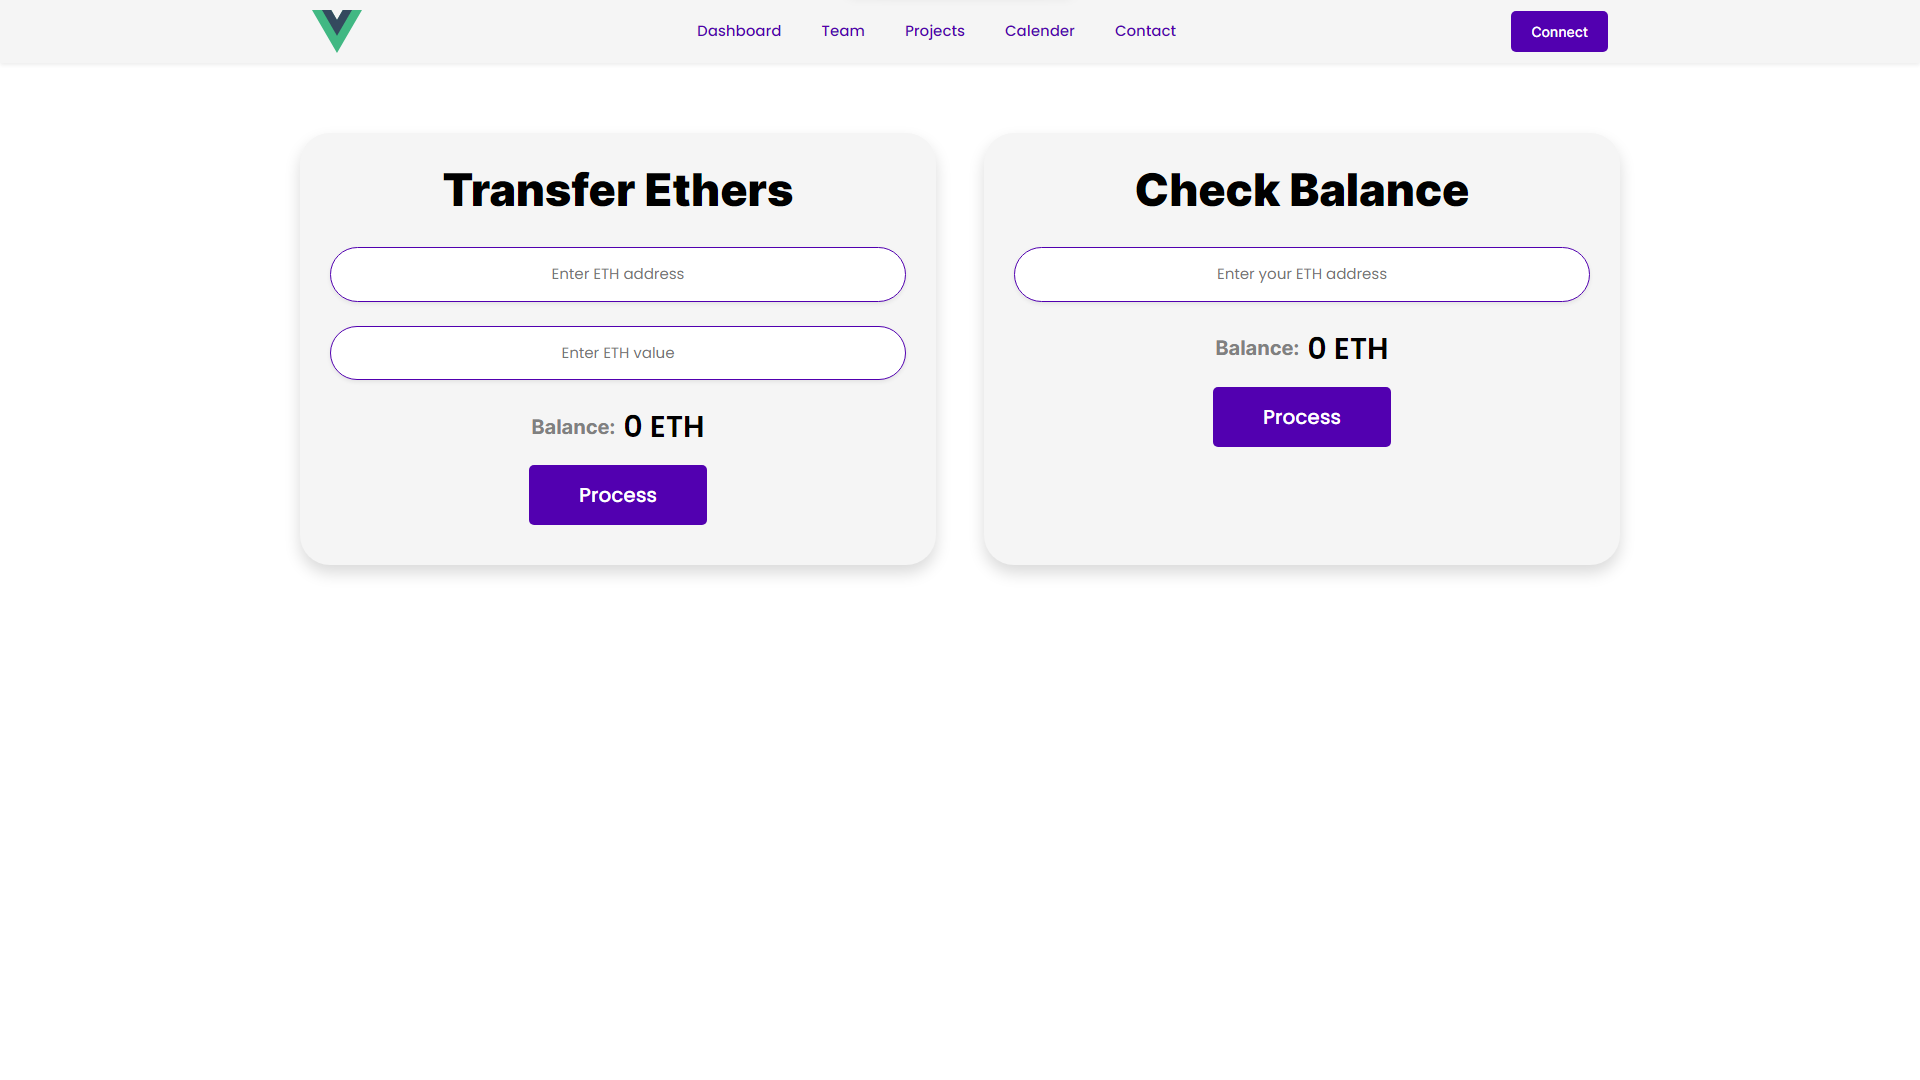 Dashboard Team Projects Calender Contact Connect
Transfer Ethers
Enter ETH address
Enter ETH value
Balance: 0 ETH
Process
Check Balance
Enter your ETH address
Balance: 0 ETH
Process